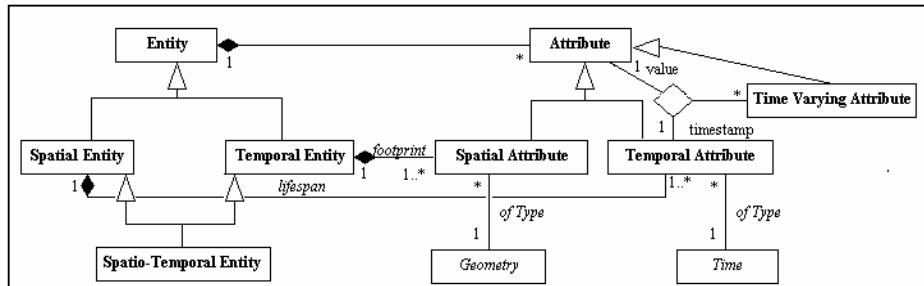 Entity
Attribute
1
*
1
value
*
Time Varying Attribute
1
timestamp
Spatial Entity
Temporal Entity
footprint
Spatial Attribute
Temporal Attribute
1
1
1..*
lifespan
*
1..*
*
of Type
of Type
1
1
Spatio-Temporal Entity
Geometry
Time